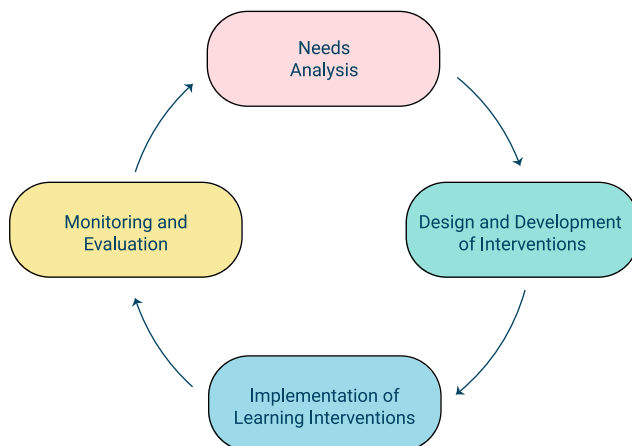 Needs
Analysis
Design and Development
of Interventions
Implementation of
Learning Interventions
Monitoring and
Evaluation